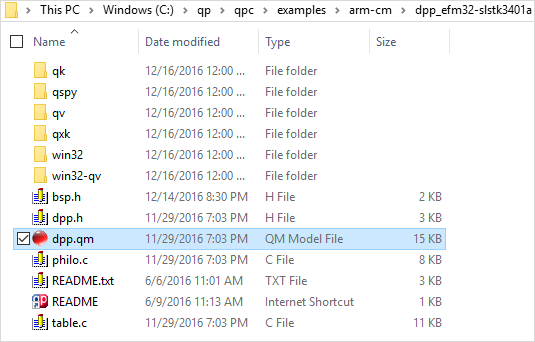 This PC > Windows (C:) > qp > qpc > examples > arm-cm > dpp_efm32-slstk3401a
Name Date modified Type Size
qk 12/16/2016 12:00 ... File folder
qspy 12/16/2016 12:00 ... File folder
qv 12/16/2016 12:00 ... File folder
qxk 12/16/2016 12:00 ... File folder
win32 12/16/2016 12:00 ... File folder
win32-qv 12/16/2016 12:00 ... File folder
bsp.h 12/14/2016 8:30 PM H File 2 KB
dpp.h 11/29/2016 7:03 PM H File 3 KB
dpp.qm 11/29/2016 7:03 PM QM Model File 15 KB
philo.c 11/29/2016 7:03 PM C File 8 KB
README.txt 6/6/2016 11:01 AM TXT File 3 KB
README 6/9/2016 11:13 AM Internet Shortcut 1 KB
table.c 11/29/2016 7:03 PM C File 11 KB